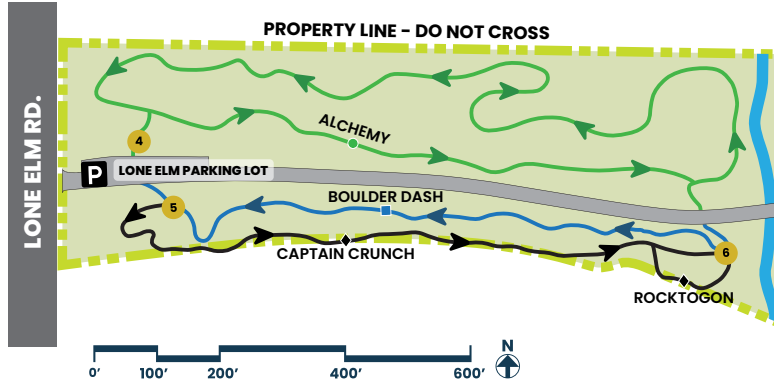 PROPERTY LINE - DO NOT CROSS
LONE ELM RD.
ALCHEMY
4
P
LONE ELM PARKING LOT
BOULDER DASH
5
CAPTAIN CRUNCH
6
ROCKTOGON
N
0'
100'
200'
400'
600'